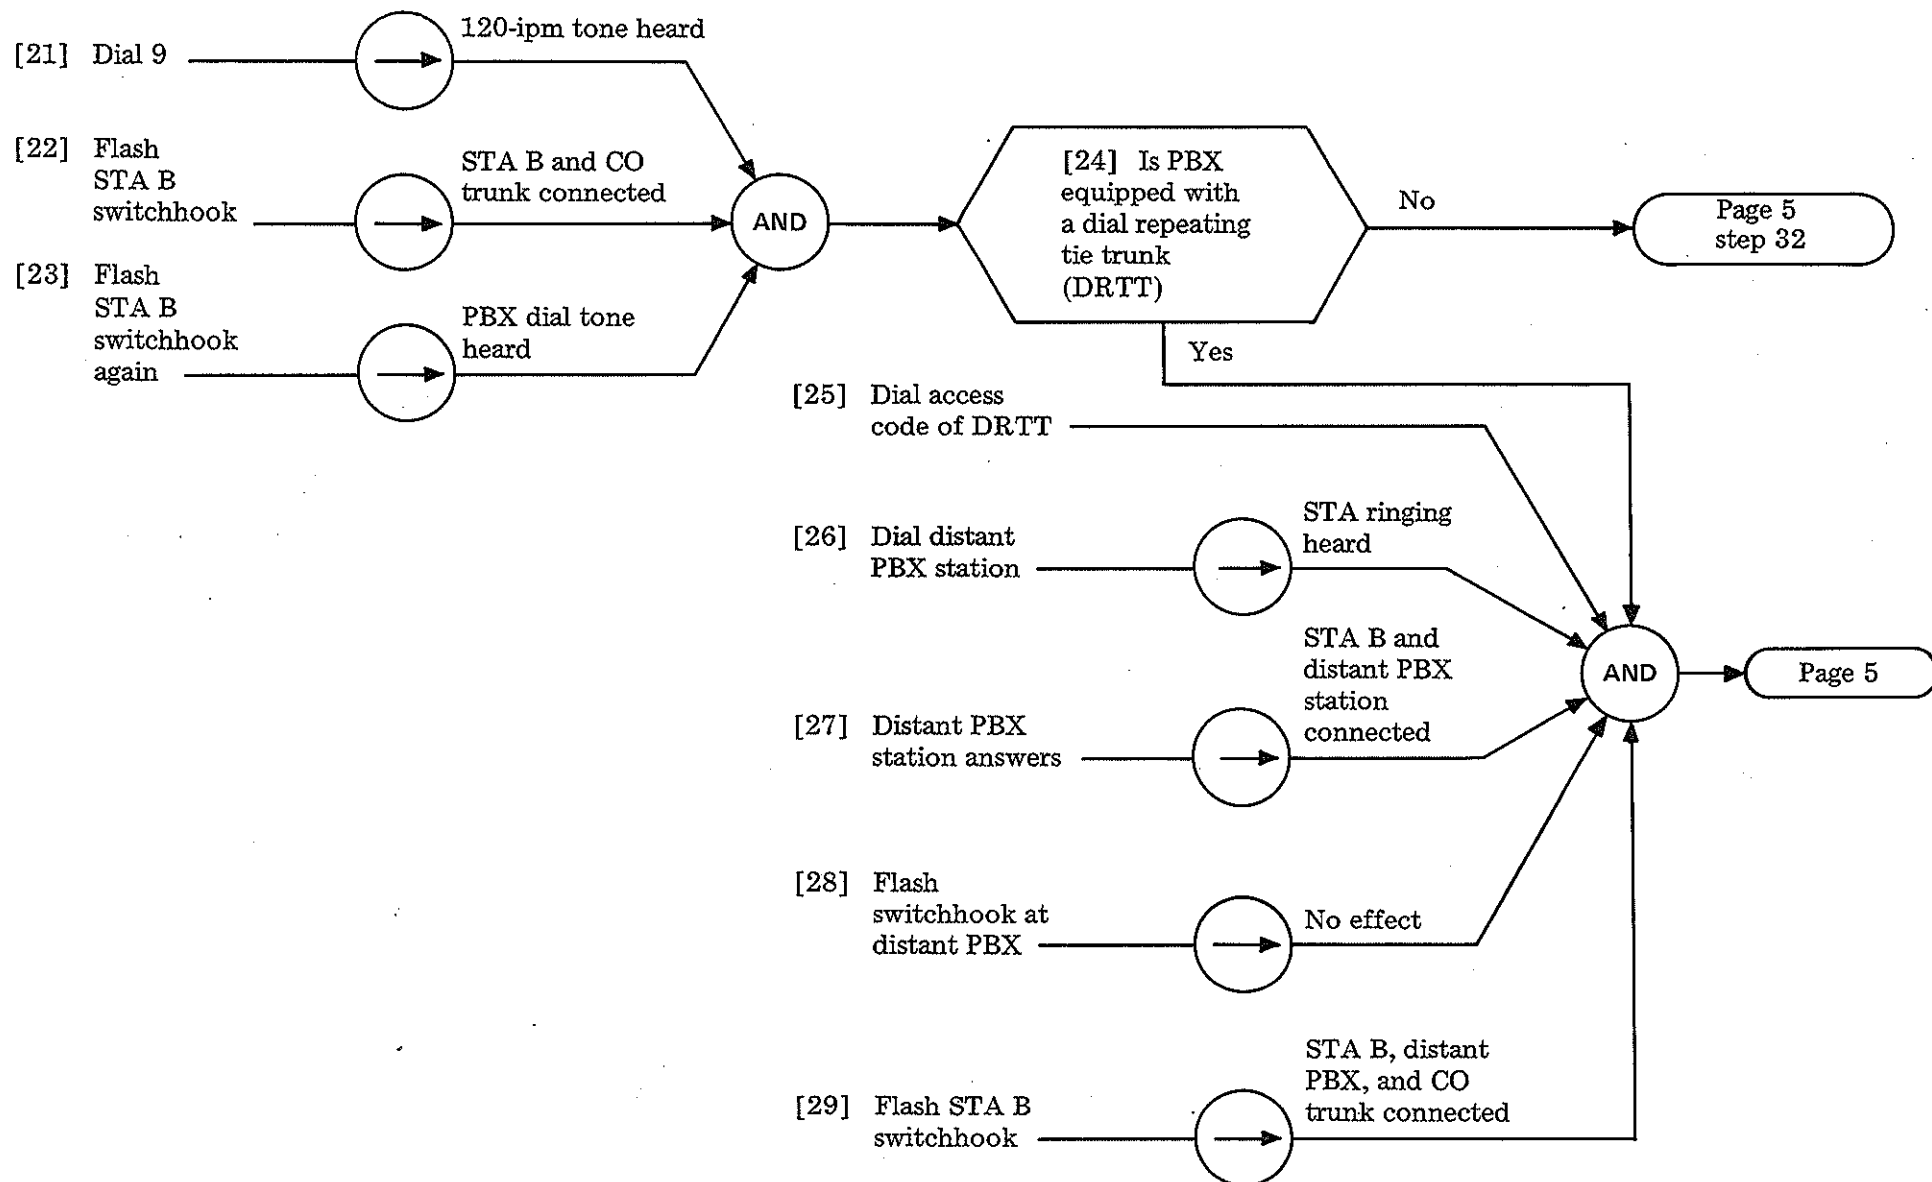 [21] Dial 9
120-ipm tone heard
[22] Flash
STA B
switchhook
STA B and CO
trunk connected
[23] Flash
STA B
switchhook
again
PBX dial tone
heard
AND
[24] Is PBX
equipped with
a dial repeating
tie trunk
(DRTT)
No
Page 5
step 32
Yes
[25] Dial access
code of DRTT
[26] Dial distant
PBX station
STA ringing
heard
[27] Distant PBX
station answers
STA B and
distant PBX
station
connected
AND
Page 5
[28] Flash
switchhook at
distant PBX
No effect
[29] Flash STA B
switchhook
STA B, distant
PBX, and CO
trunk connected